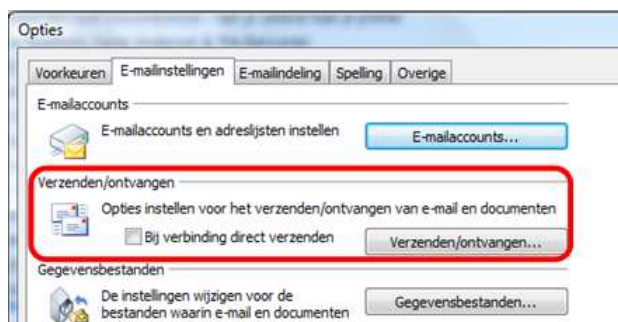 Opties
Voorkeuren E-mailinstellingen E-mailindeling Spelling Overige
E-mailaccounts
E-mailaccounts en adreslijsten instellen E-mailaccounts...
Verzenden/ontvangen
Opties instellen voor het verzenden/ontvangen van e-mail en documenten
Bij verbinding direct verzenden Verzenden/ontvangen...
Gegevensbestanden
De instellingen wijzigen voor de
bestanden waarin e-mail en documenten Gegevensbestanden...